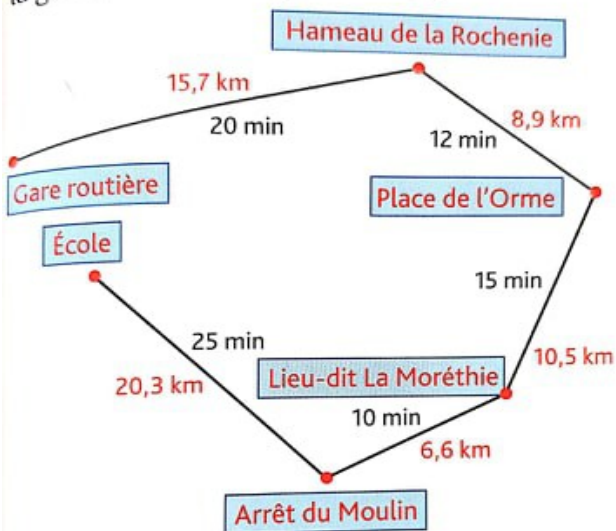 Hameau de la Rochenie
15,7 km
20 min
8,9 km
12 min
Gare routière
Place de l'Orme
École
15 min
25 min
10,5 km
20,3 km
Lieu-dit La Moréthie
10 min
6,6 km
Arrêt du Moulin